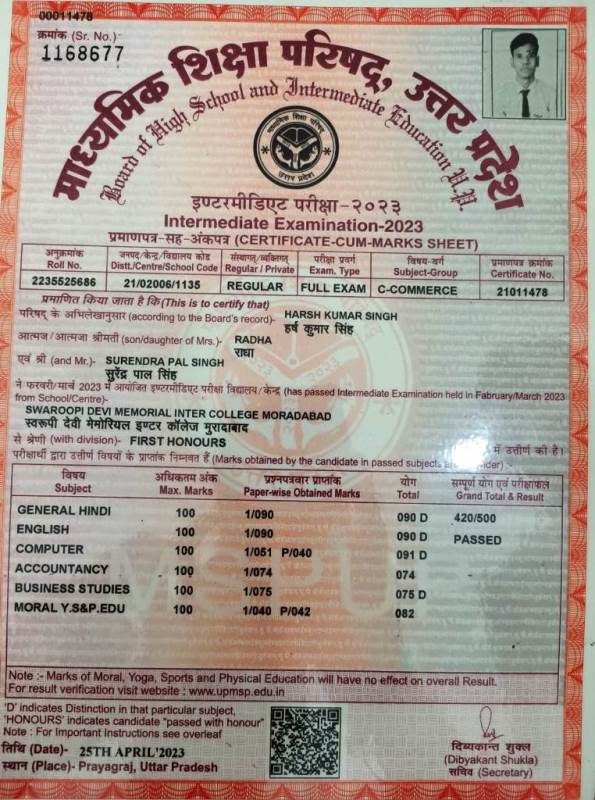 00011478
क्रमांक (Sr. No.)
1168677
माध्यमिक शिक्षा परिषद्, उत्तर प्रदेश
Board of High School and Intermediate Education U.P.
माध्यमिक शिक्षा परिषद्
उत्तर प्रदेश
इण्टरमीडिएट परीक्षा-२०२३
Intermediate Examination-2023
प्रमाणपत्र-सह-अंकपत्र (CERTIFICATE-CUM-MARKS SHEET)
अनुक्रमांक जनपद/केन्द्र/विद्यालय कोड संस्थागत/व्यक्तिगत परीक्षा प्रवर्ग विषय-वर्ग प्रमाणपत्र क्रमांक
Roll No. Distt./Centre/School Code Regular / Private Exam. Type Subject-Group Certificate No.
2235525686 21/02006/1135 REGULAR FULL EXAM C-COMMERCE 21011478
प्रमाणित किया जाता है कि (This is to certify that)
परिषद् के अभिलेखानुसार (according to the Board's record)- HARSH KUMAR SINGH
हर्ष कुमार सिंह
आत्मज/आत्मजा श्रीमती (son/daughter of Mrs.)- RADHA
राधा
एवं श्री (and Mr.)- SURENDRA PAL SINGH
सुरेंद्र पाल सिंह
ने फरवरी/मार्च 2023 में आयोजित इण्टरमीडिएट परीक्षा विद्यालय/केन्द्र (has passed Intermediate Examination held in Fabruary/March 2023
from School/Centre)-
SWAROOPI DEVI MEMORIAL INTER COLLEGE MORADABAD
स्वरूपी देवी मेमोरियल इण्टर कॉलेज मुरादाबाद
से श्रेणी (with division)- FIRST HONOURS में उत्तीर्ण की है।
परीक्षार्थी द्वारा उत्तीर्ण विषयों के प्राप्तांक निम्नवत हैं (Marks obtained by the candidate in passed subjects
विषय अधिकतम अंक प्रश्नपत्रवार प्राप्तांक योग सम्पूर्ण योग एवं परीक्षाफल
Subject Max. Marks Paper-wise Obtained Marks Total Grand Total & Result
GENERAL HINDI 100 1/090 090 D 420/500
ENGLISH 100 1/090 090 D PASSED
COMPUTER 100 1/051 P/040 091 D
ACCOUNTANCY 100 1/074 074
BUSINESS STUDIES 100 1/075 075 D
MORAL Y.S&P.EDU 100 1/040 P/042 082
Note :- Marks of Moral, Yoga, Sports and Physical Education will have no effect on overall Result.
For result verification visit website : www.upmsp.edu.in
'D' indicates Distinction in that particular subject,
'HONOURS' indicates candidate "passed with honour"
Note : For Important Instructions see overleaf
तिथि (Date)- 25TH APRIL'2023
स्थान (Place)- Prayagraj, Uttar Pradesh
दिब्यकान्त शुक्ल
(Dibyakant Shukla)
सचिव (Secretary)